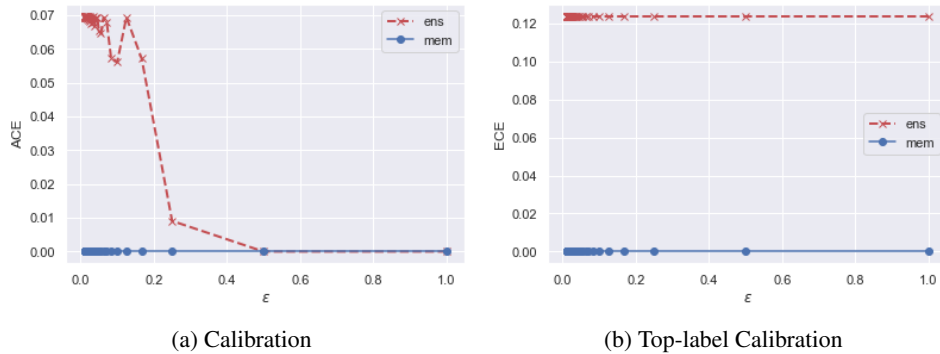 0.07
0.06
0.05
0.04
0.03
0.02
0.01
0.00
ACE
0.0 0.2 0.4 0.6 0.8 1.0
ε
ens
mem
(a) Calibration
0.12
0.10
0.08
0.06
0.04
0.02
0.00
ECE
0.0 0.2 0.4 0.6 0.8 1.0
ε
ens
mem
(b) Top-label Calibration